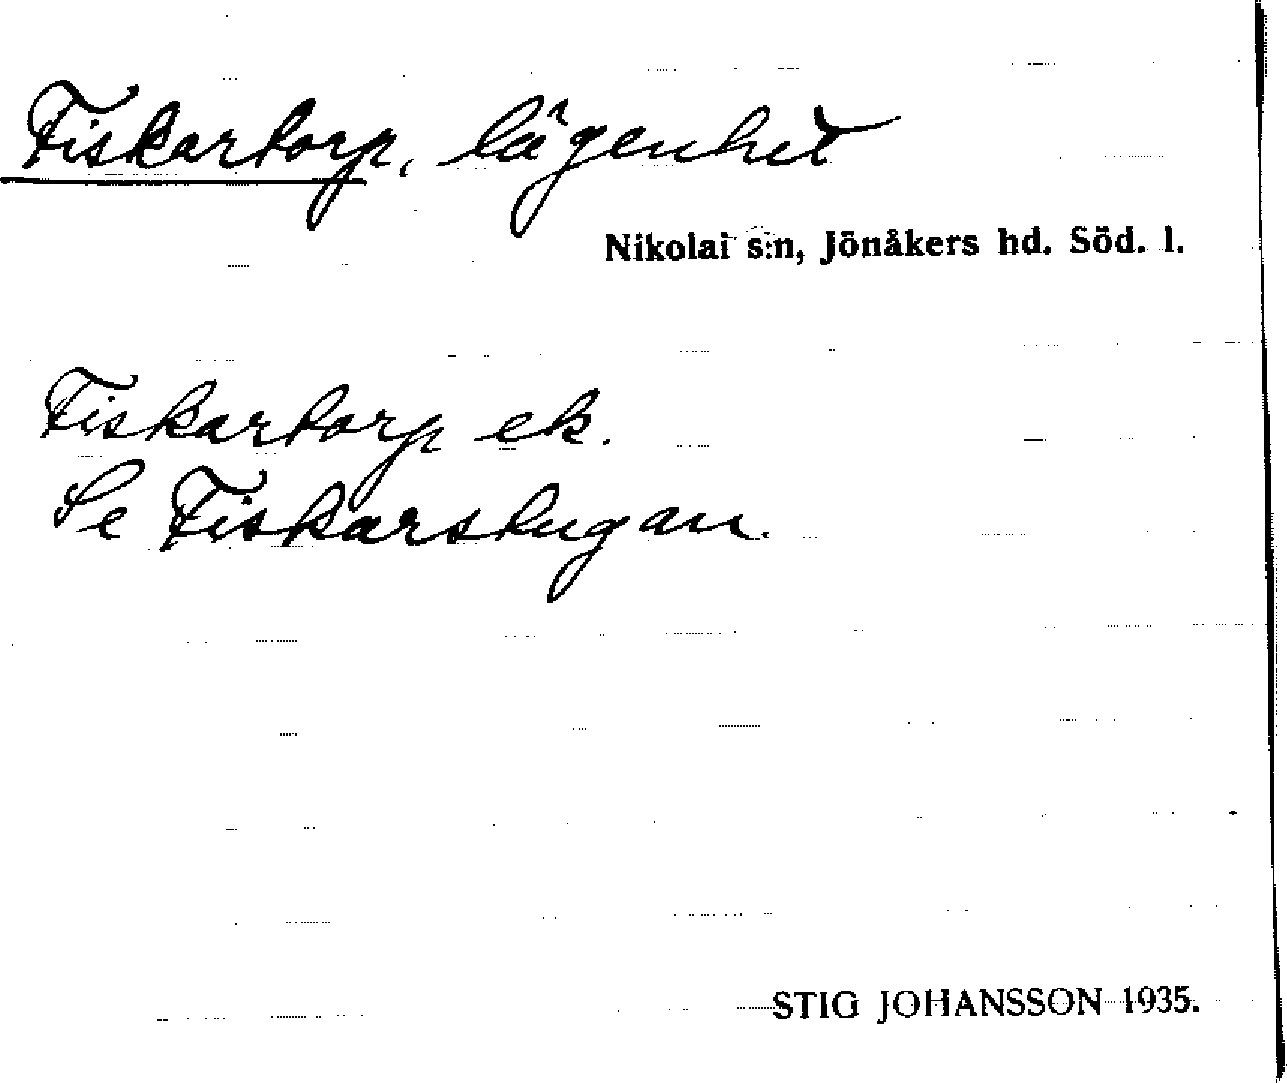 Fiskartorp, lägenhet
Nikolai s:n, Jönåkers hd. Söd. l.
Fiskartorp ek.
Se Fiskarstugan.
STIG JOHANSSON 1935.